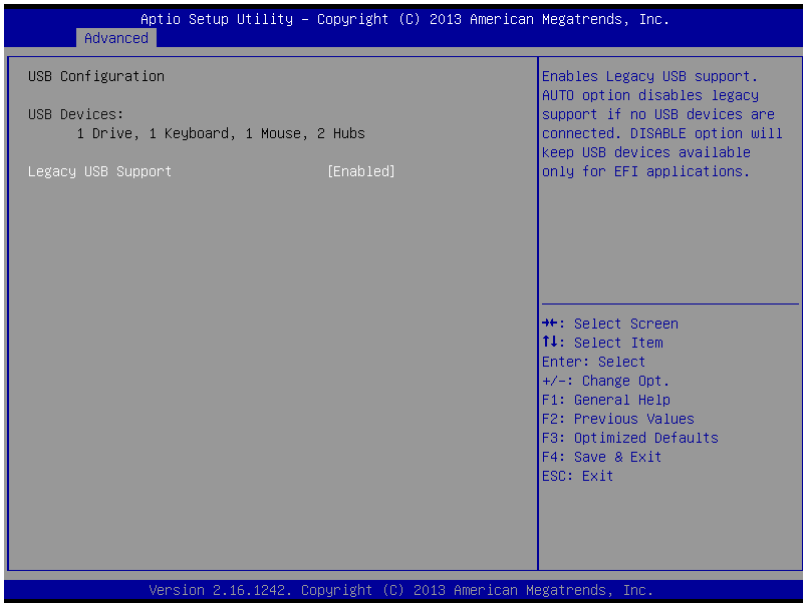 Aptio Setup Utility – Copyright (C) 2013 American Megatrends, Inc.
Advanced
USB Configuration
USB Devices:
1 Drive, 1 Keyboard, 1 Mouse, 2 Hubs
Legacy USB Support [Enabled]
Enables Legacy USB support.
AUTO option disables legacy
support if no USB devices are
connected. DISABLE option will
keep USB devices available
only for EFI applications.
→←: Select Screen
↑↓: Select Item
Enter: Select
+/-: Change Opt.
F1: General Help
F2: Previous Values
F3: Optimized Defaults
F4: Save & Exit
ESC: Exit
Version 2.16.1242. Copyright (C) 2013 American Megatrends, Inc.